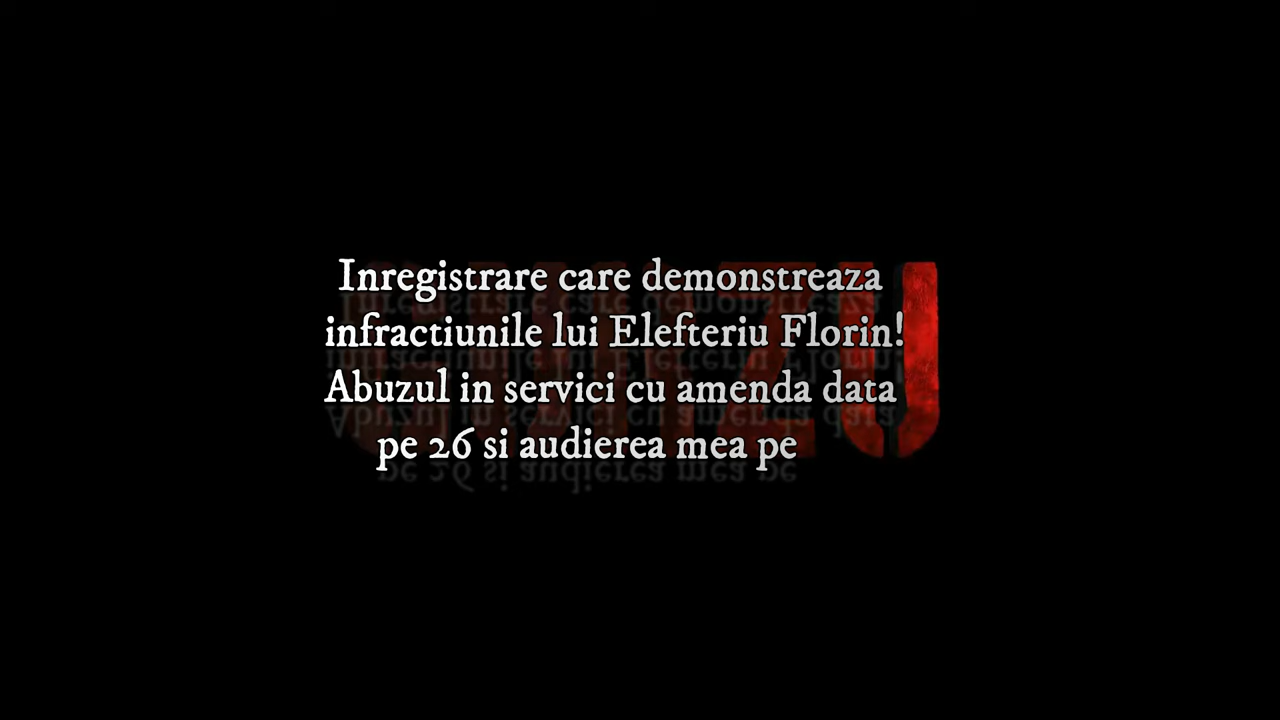 Inregistrare care demonstreaza
infractiunile lui Elefteriu Florin!
Abuzul in servici cu amenda data
pe 26 si audierea mea pe
ZU